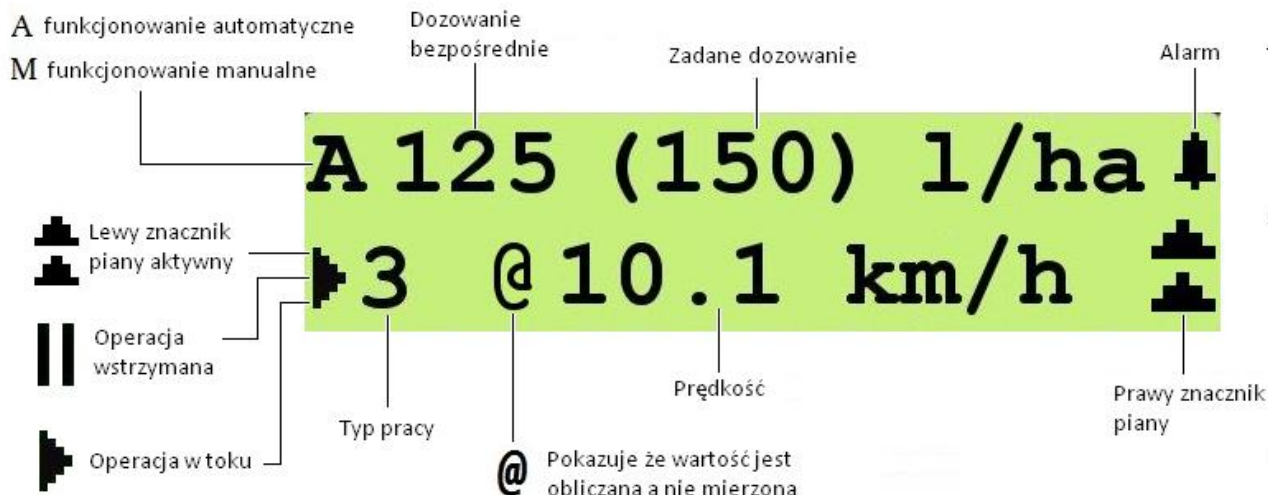 A funkcjonowanie automatyczne
M funkcjonowanie manualne
Dozowanie
bezpośrednie
Zadane dozowanie
Alarm
A 125 (150) l/ha
3 @ 10.1 km/h
Lewy znacznik
piany aktywny
Operacja
wstrzymana
Operacja w toku
Typ pracy
@ Pokazuje że wartość jest
obliczana a nie mierzona
Prędkość
Prawy znacznik
piany